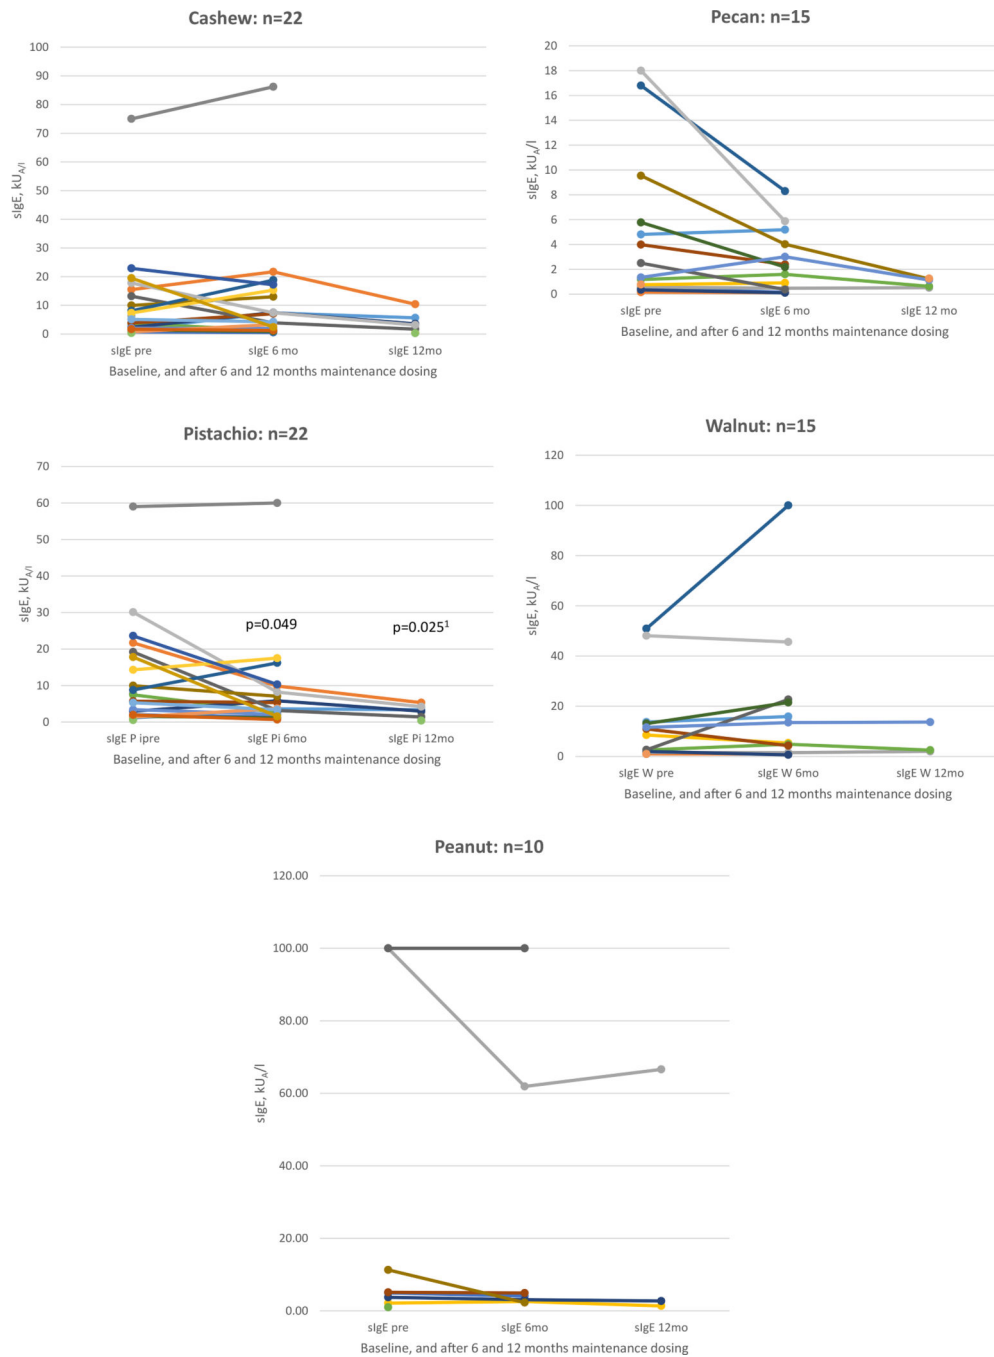 Cashew: n=22
100
90
80
70
60
50
40
30
20
10
0
sIgE, kU_A/l
sIgE pre
sIgE 6 mo
sIgE 12mo
Baseline, and after 6 and 12 months maintenance dosing
Pecan: n=15
20
18
16
14
12
10
8
6
4
2
0
sIgE, kU_A/l
sIgE pre
sIgE 6 mo
sIgE 12 mo
Baseline, and after 6 and 12 months maintenance dosing
Pistachio: n=22
70
60
50
40
30
20
10
0
sIgE, kU_A/l
p=0.049
p=0.025¹
sIgE P ipre
sIgE Pi 6mo
sIgE Pi 12mo
Baseline, and after 6 and 12 months maintenance dosing
Walnut: n=15
120
100
80
60
40
20
0
sIgE, kU_A/l
sIgE W pre
sIgE W 6mo
sIgE W 12mo
Baseline, and after 6 and 12 months maintenance dosing
Peanut: n=10
120.00
100.00
80.00
60.00
40.00
20.00
0.00
sIgE, kU_A/l
sIgE pre
sIgE 6mo
sIgE 12mo
Baseline, and after 6 and 12 months maintenance dosing